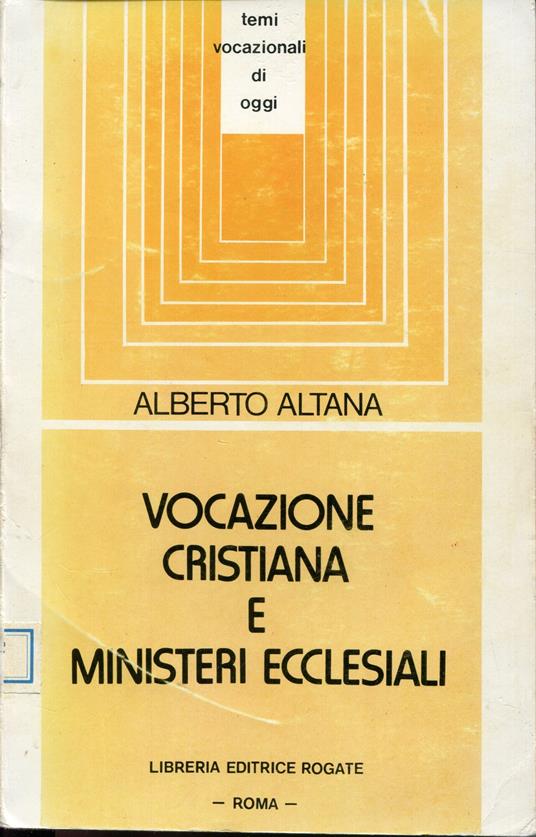 temi
vocazionali
di
oggi
ALBERTO ALTANA
VOCAZIONE
CRISTIANA
E
MINISTERI ECCLESIALI
LIBRERIA EDITRICE ROGATE
– ROMA –